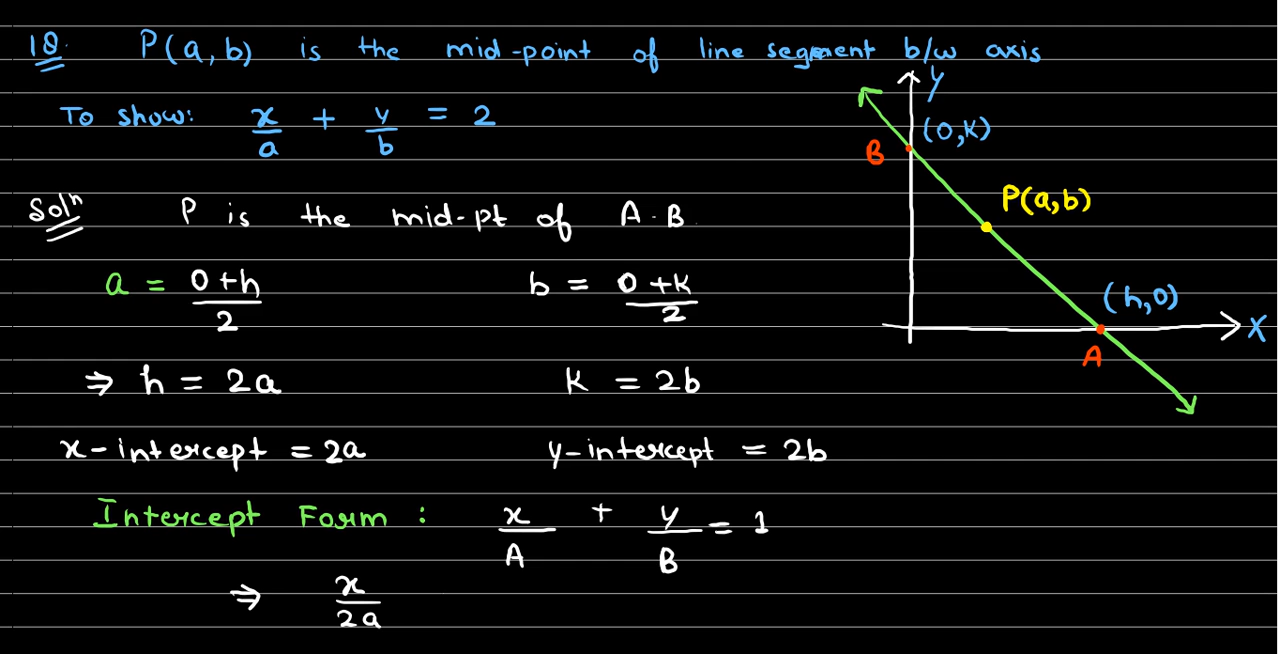 18. P(a,b) is the mid-point of line segment b/w axis
To show: x/a + y/b = 2
Solⁿ P is the mid-pt of A·B.
a = (0+h)/2 b = (0+k)/2
⇒ h = 2a k = 2b
x-intercept = 2a y-intercept = 2b
Intercept Form : x/A + y/B = 1
⇒ x/2a
Y
(0,k)
B
P(a,b)
(h,0)
X
A